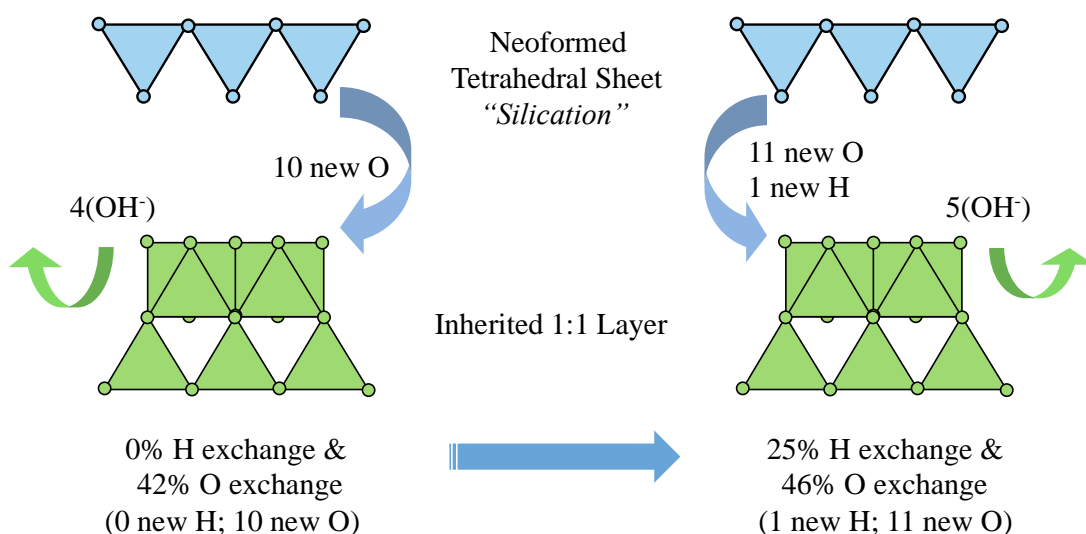 Neoformed
Tetrahedral Sheet
“Silication”
10 new O
11 new O
1 new H
4(OH-)
5(OH-)
Inherited 1:1 Layer
0% H exchange &
42% O exchange
(0 new H; 10 new O)
25% H exchange &
46% O exchange
(1 new H; 11 new O)